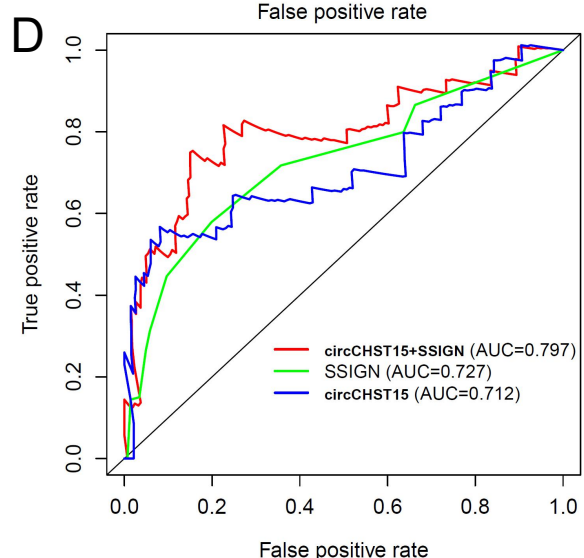 False positive rate
D
True positive rate
1.0
0.8
0.6
0.4
0.2
0.0
circCHST15+SSIGN (AUC=0.797)
SSIGN (AUC=0.727)
circCHST15 (AUC=0.712)
0.0 0.2 0.4 0.6 0.8 1.0
False positive rate